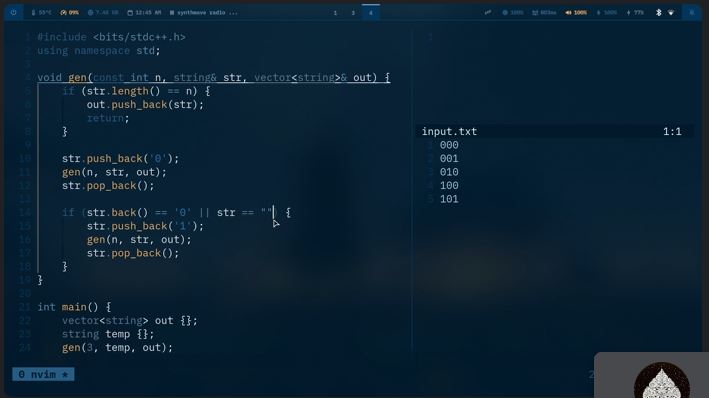 55°C 09% 7.44 GB 12:45 AM synthwave radio ... 1 3 4 100% 100% 100% 77%
1 #include <bits/stdc++.h>
2 using namespace std;
3
4 void gen(const int n, string& str, vector<string>& out) {
5 if (str.length() == n) {
6 out.push_back(str);
7 return;
8 }
9
10 str.push_back('0');
11 gen(n, str, out);
12 str.pop_back();
13
14 if (str.back() == '0' || str == "") {
15 str.push_back('1');
16 gen(n, str, out);
17 str.pop_back();
18 }
19 }
20
21 int main() {
22 vector<string> out {};
23 string temp {};
24 gen(3, temp, out);
1
input.txt 1:1
1 000
2 001
3 010
4 100
5 101
0 nvim *